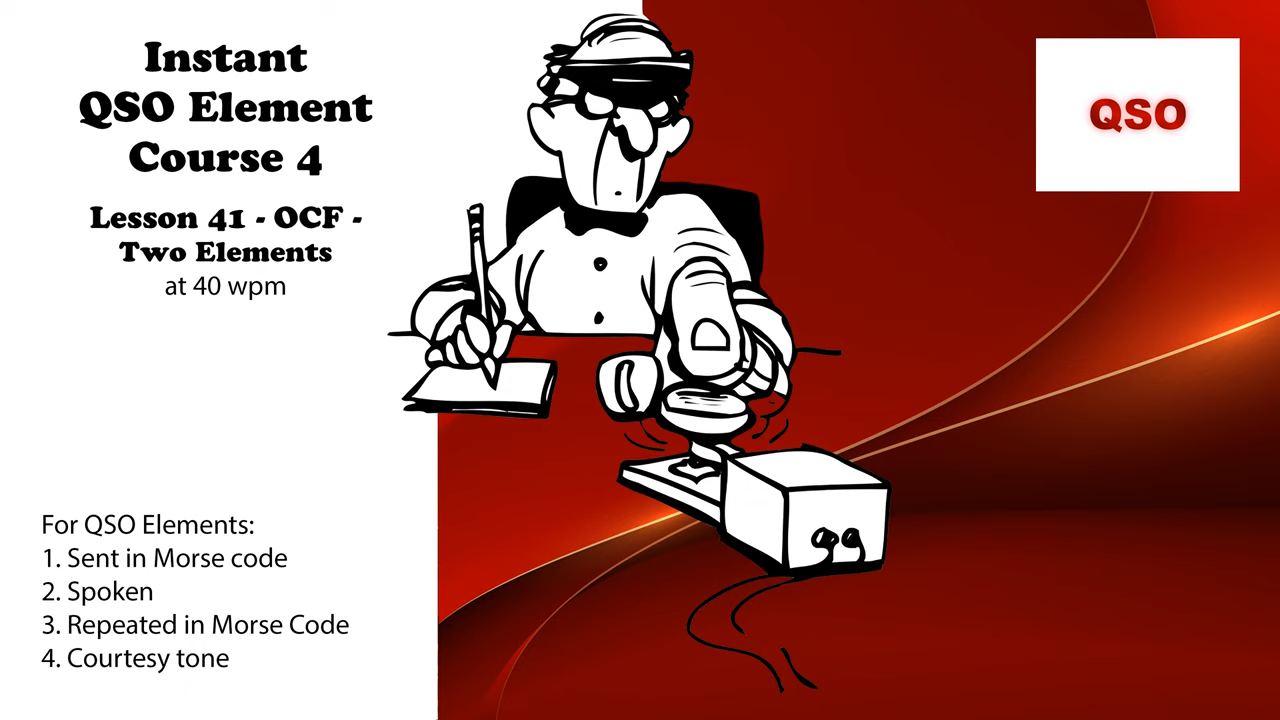 Instant
QSO Element
Course 4
Lesson 41 - OCF -
Two Elements
at 40 wpm
QSO
For QSO Elements:
1. Sent in Morse code
2. Spoken
3. Repeated in Morse Code
4. Courtesy tone